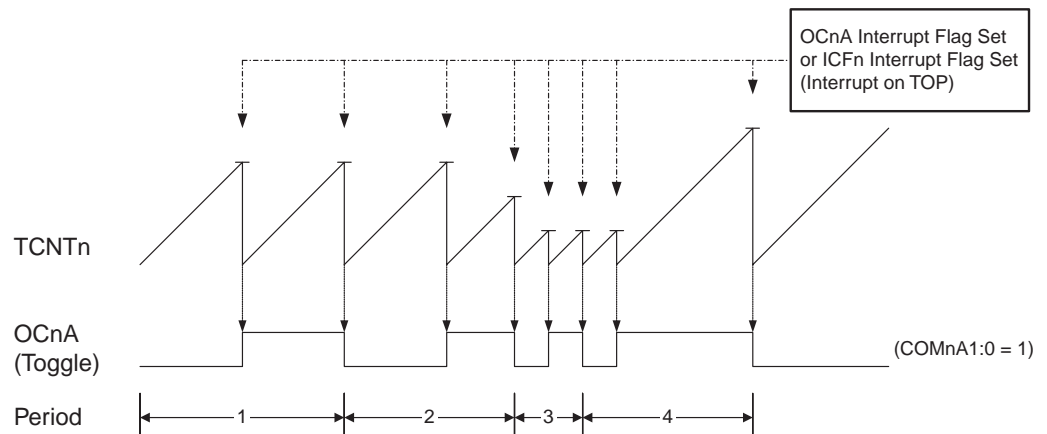 OCnA Interrupt Flag Set
or ICFn Interrupt Flag Set
(Interrupt on TOP)
TCNTn
OCnA
(Toggle)
(COMnA1:0 = 1)
Period
1
2
3
4